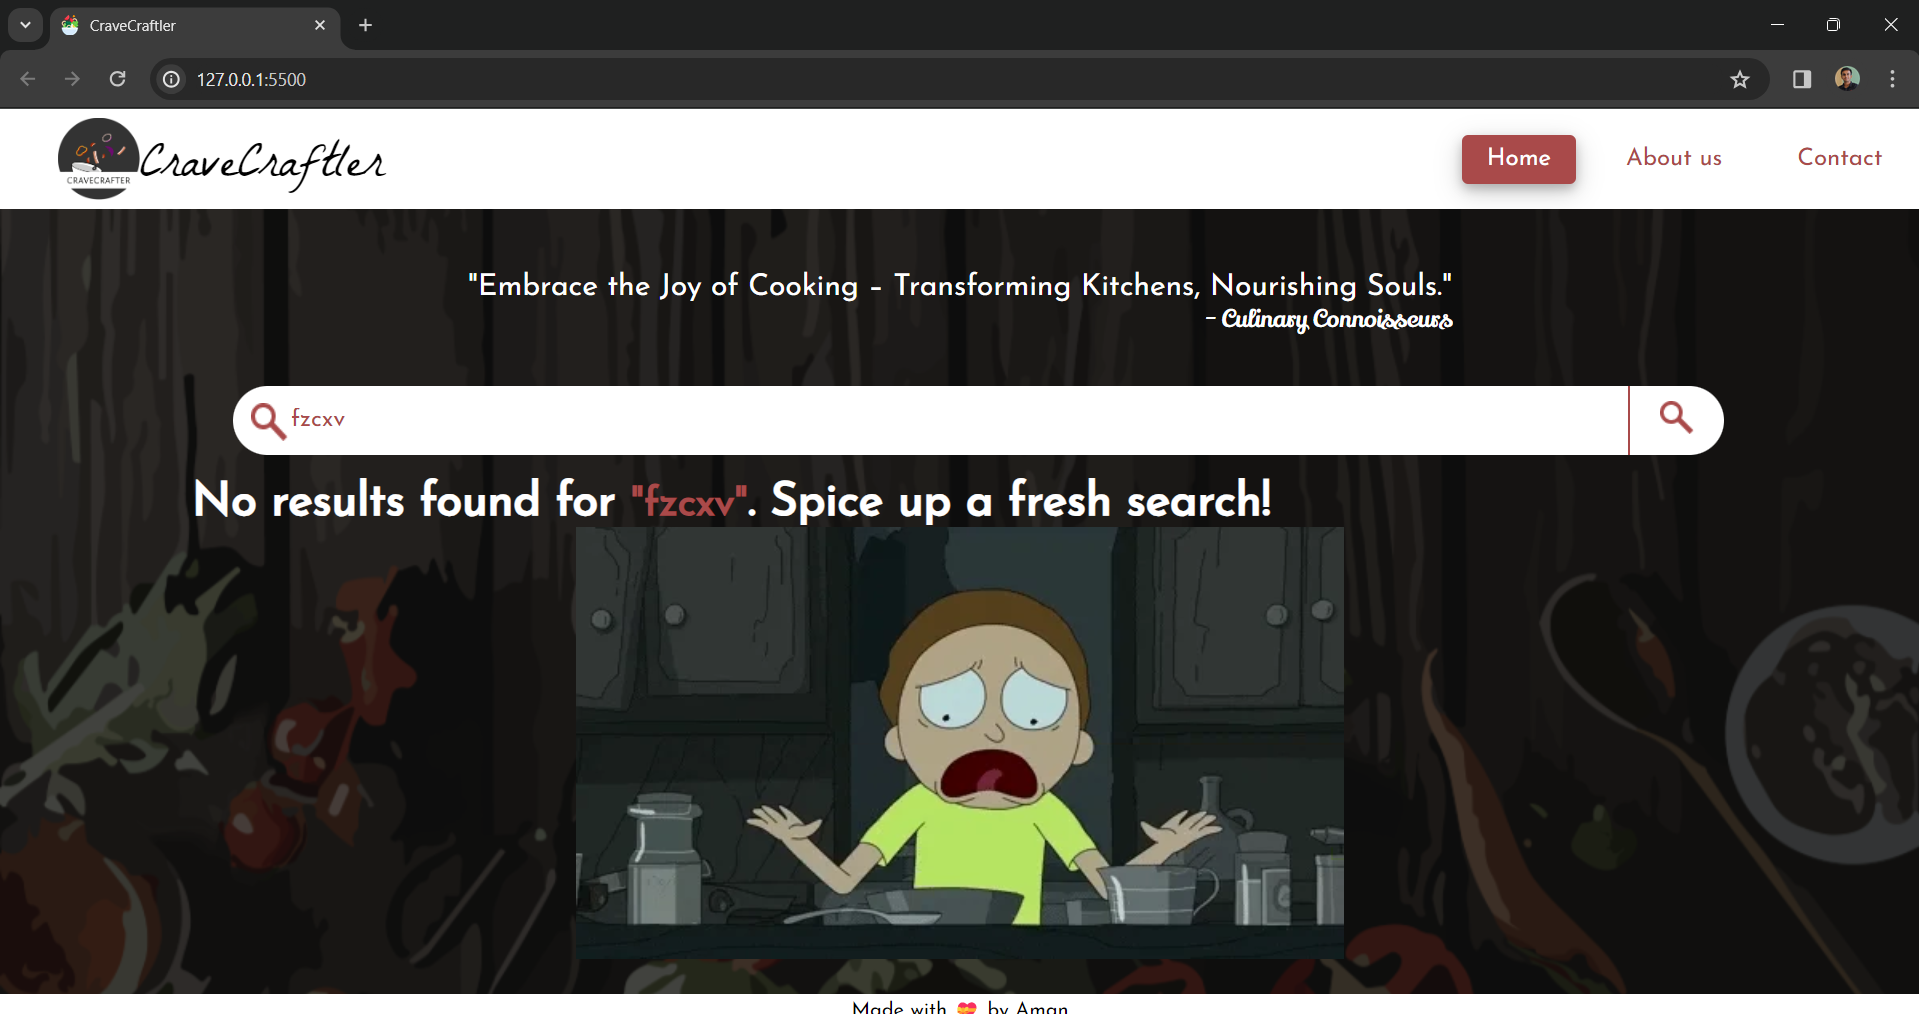 CraveCraftler
127.0.0.1:5500
CRAVECRAFTER
CraveCraftler
Home
About us
Contact
"Embrace the Joy of Cooking – Transforming Kitchens, Nourishing Souls."
– Culinary Connoisseurs
fzcxv
No results found for "fzcxv". Spice up a fresh search!
Made with ❤️ by Aman